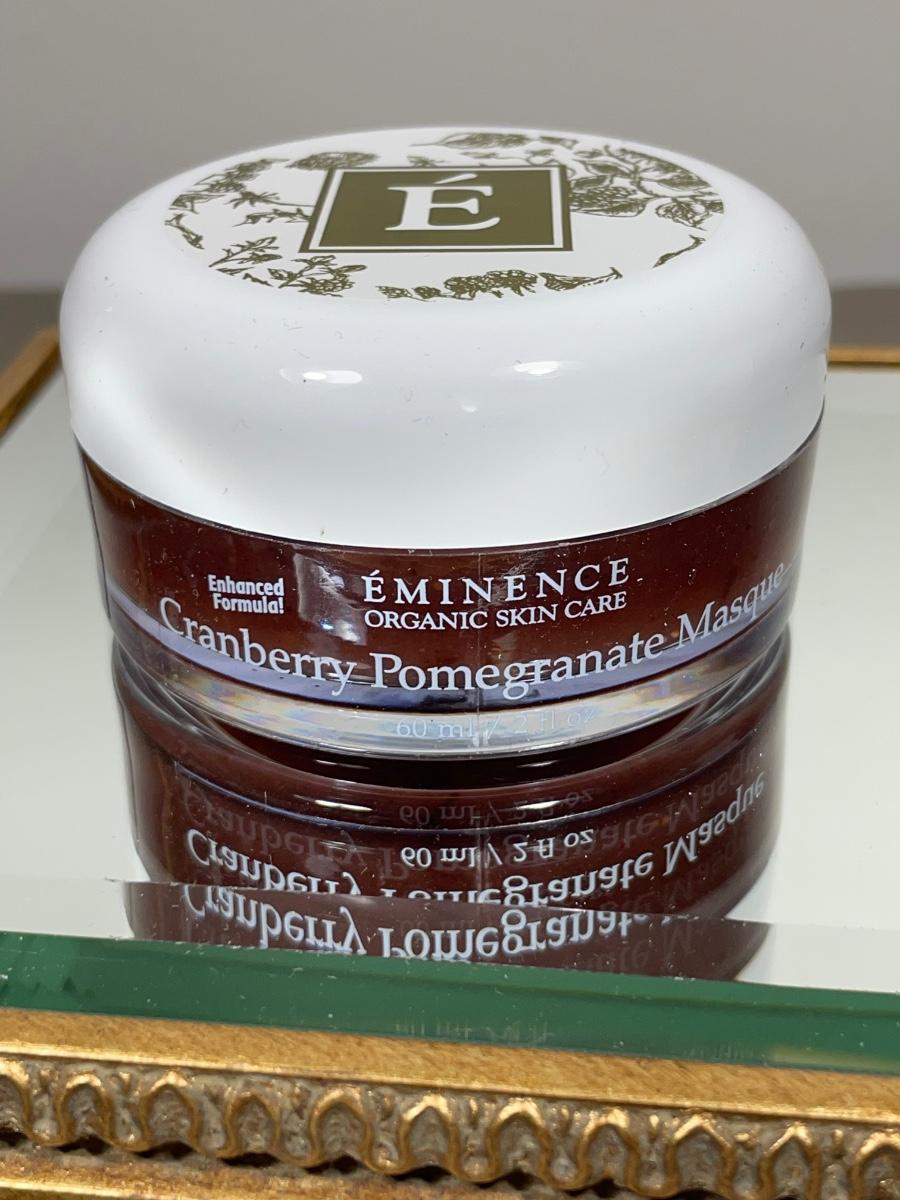 É
Enhanced
Formula!
ÉMINENCE
ORGANIC SKIN CARE
Cranberry Pomegranate Masque
60 ml / 2 fl oz